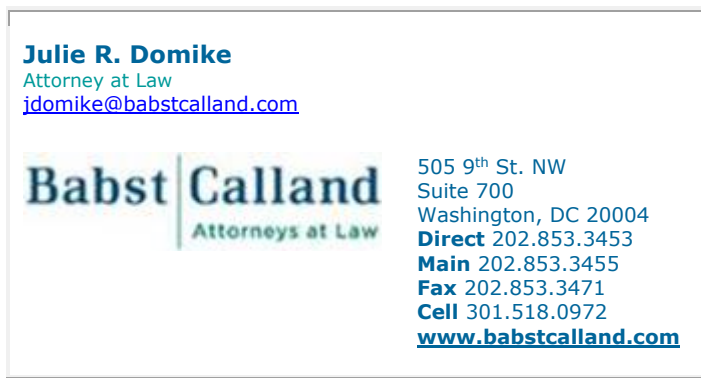 Julie R. Domike
Attorney at Law
jdomike@babstcalland.com
Babst Calland
Attorneys at Law
505 9th St. NW
Suite 700
Washington, DC 20004
Direct 202.853.3453
Main 202.853.3455
Fax 202.853.3471
Cell 301.518.0972
www.babstcalland.com